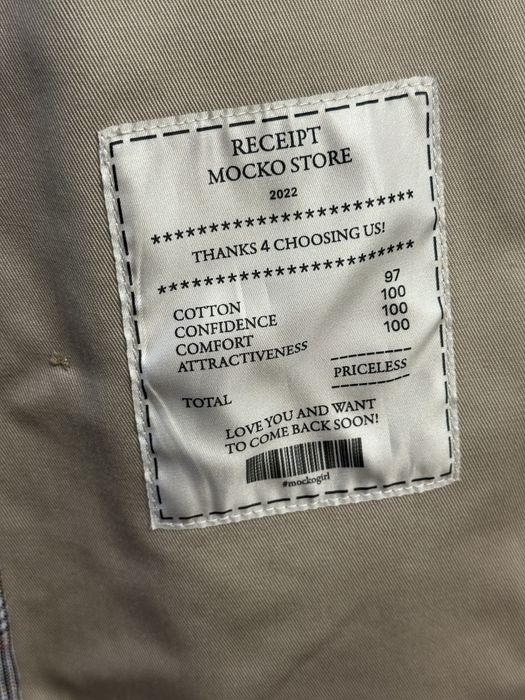 RECEIPT
MOCKO STORE
2022
***********************
THANKS 4 CHOOSING US!
***********************
COTTON 97
CONFIDENCE 100
COMFORT 100
ATTRACTIVENESS 100
----------
TOTAL PRICELESS
----------
LOVE YOU AND WANT
TO COME BACK SOON!
#mockogirl